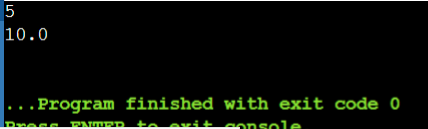 5
10.0
...Program finished with exit code 0
Press ENTER to exit console